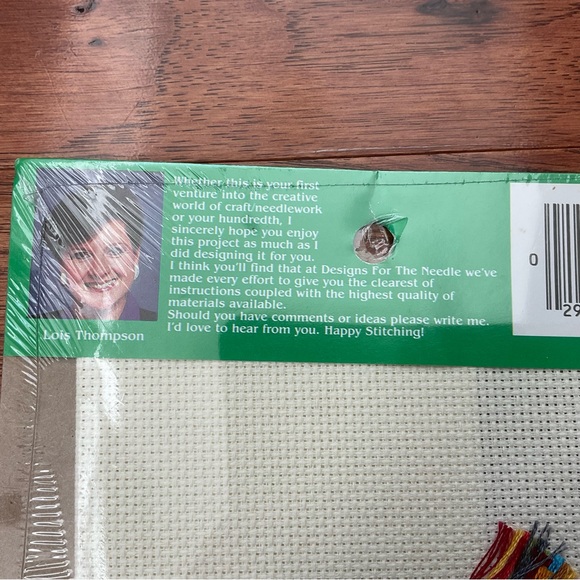 Whether this is your first
venture into the creative
world of craft/needlework
or your hundredth, I
sincerely hope you enjoy
this project as much as I
did designing it for you.
I think you'll find that at Designs For The Needle we've
made every effort to give you the clearest of
instructions coupled with the highest quality of
materials available.
Should you have comments or ideas please write me.
I'd love to hear from you. Happy Stitching!
Lois Thompson
0
29